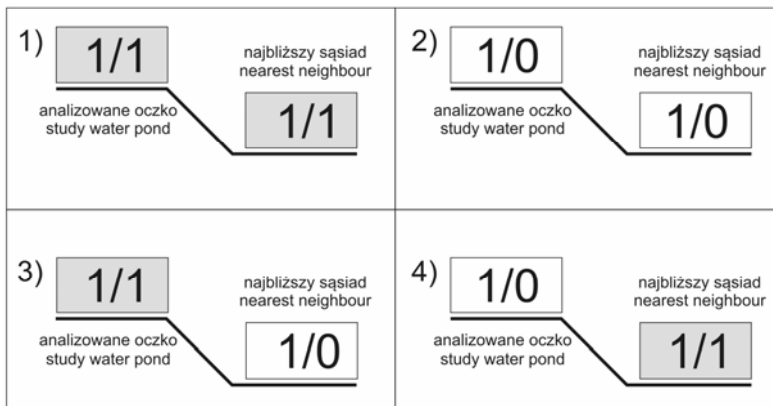 1)
1/1
analizowane oczko
study water pond
najbliższy sąsiad
nearest neighbour
1/1
2)
1/0
analizowane oczko
study water pond
najbliższy sąsiad
nearest neighbour
1/0
3)
1/1
analizowane oczko
study water pond
najbliższy sąsiad
nearest neighbour
1/0
4)
1/0
analizowane oczko
study water pond
najbliższy sąsiad
nearest neighbour
1/1